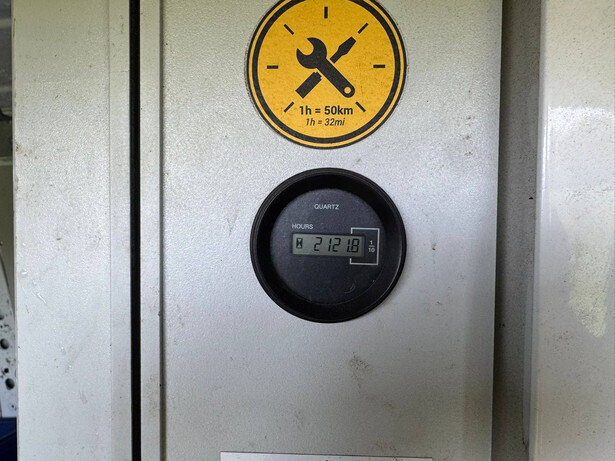 1h = 50km
1h = 32mi
QUARTZ
HOURS
2121.8
1/10